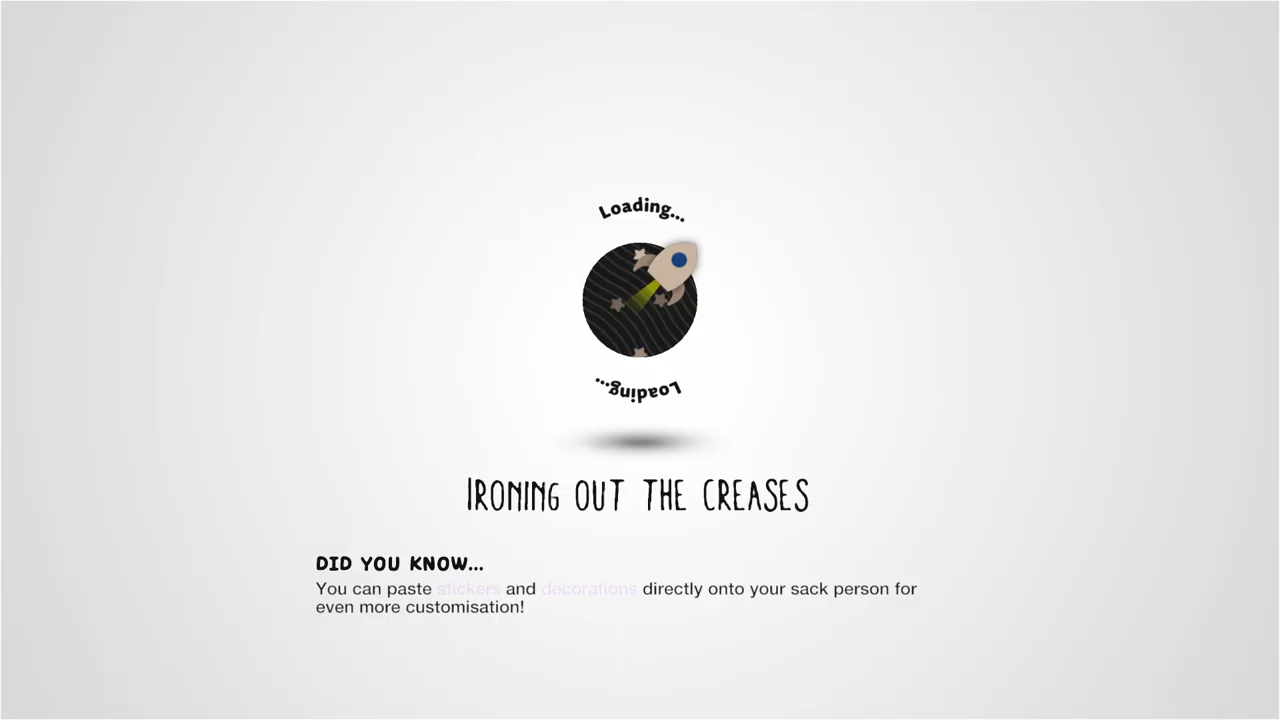 Loading...
Loading...
IRONING OUT THE CREASES
DID YOU KNOW...
You can paste stickers and decorations directly onto your sack person for
even more customisation!